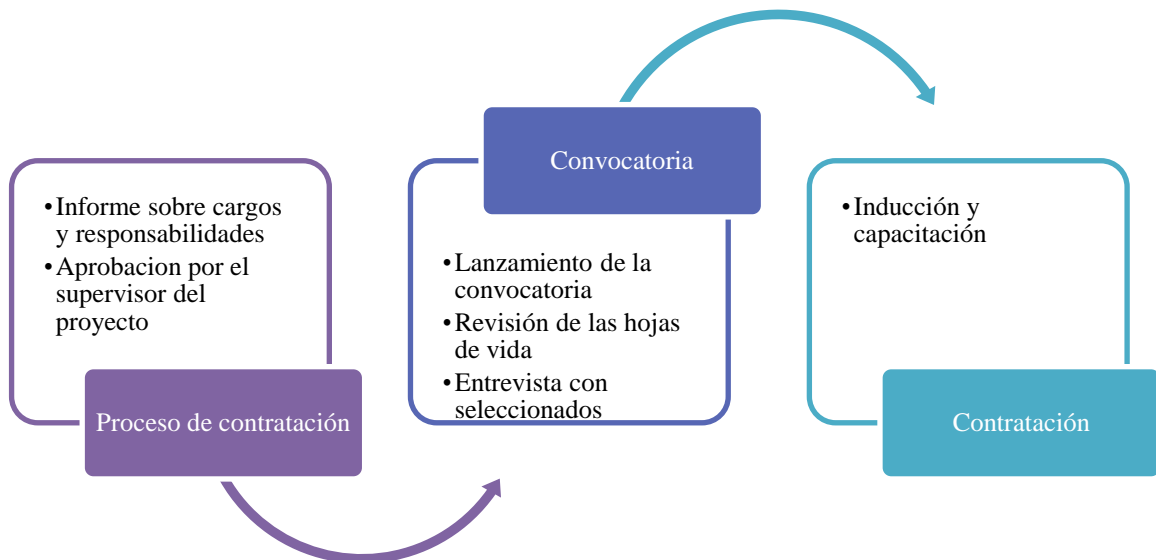 •Informe sobre cargos
y responsabilidades
•Aprobacion por el
supervisor del
proyecto
Proceso de contratación
Convocatoria
•Lanzamiento de la
convocatoria
•Revisión de las hojas
de vida
•Entrevista con
seleccionados
•Inducción y
capacitación
Contratación